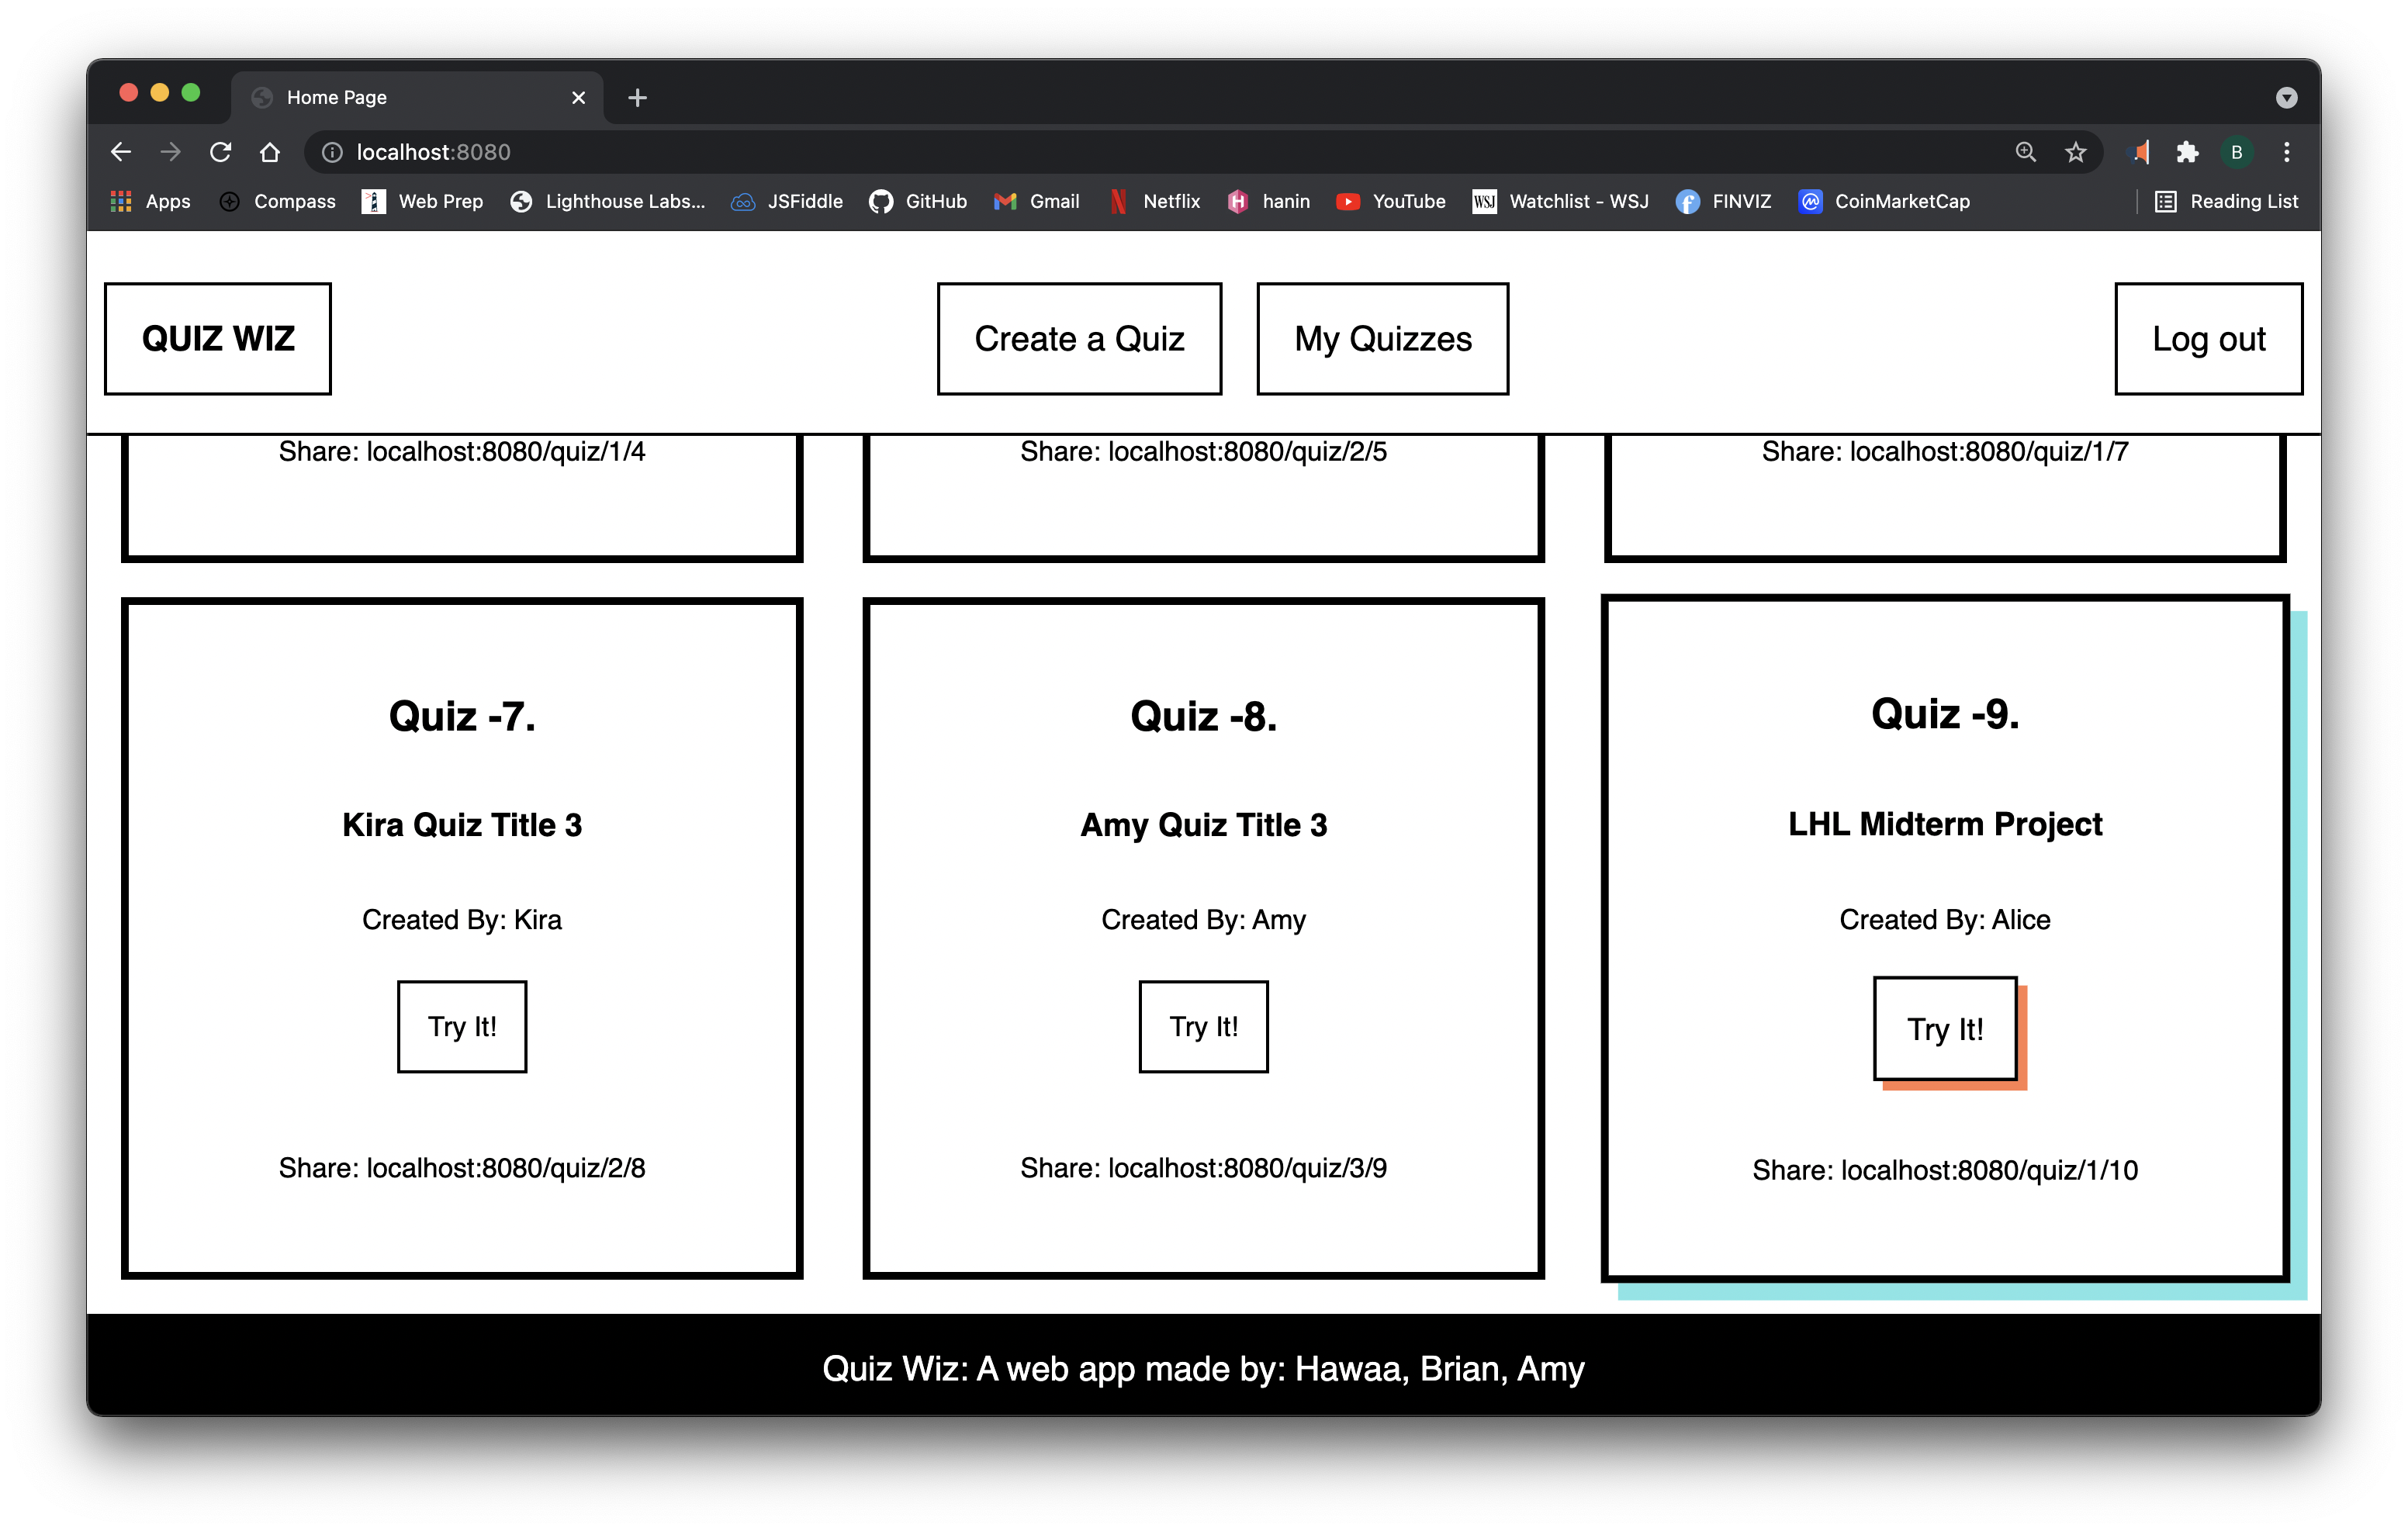 Home Page
localhost:8080
B
Apps Compass Web Prep Lighthouse Labs... JSFiddle GitHub Gmail Netflix hanin YouTube WSJ Watchlist - WSJ FINVIZ CoinMarketCap Reading List
QUIZ WIZ Create a Quiz My Quizzes Log out
Share: localhost:8080/quiz/1/4 Share: localhost:8080/quiz/2/5 Share: localhost:8080/quiz/1/7
Quiz -7.
Kira Quiz Title 3
Created By: Kira
Try It!
Share: localhost:8080/quiz/2/8
Quiz -8.
Amy Quiz Title 3
Created By: Amy
Try It!
Share: localhost:8080/quiz/3/9
Quiz -9.
LHL Midterm Project
Created By: Alice
Try It!
Share: localhost:8080/quiz/1/10
Quiz Wiz: A web app made by: Hawaa, Brian, Amy